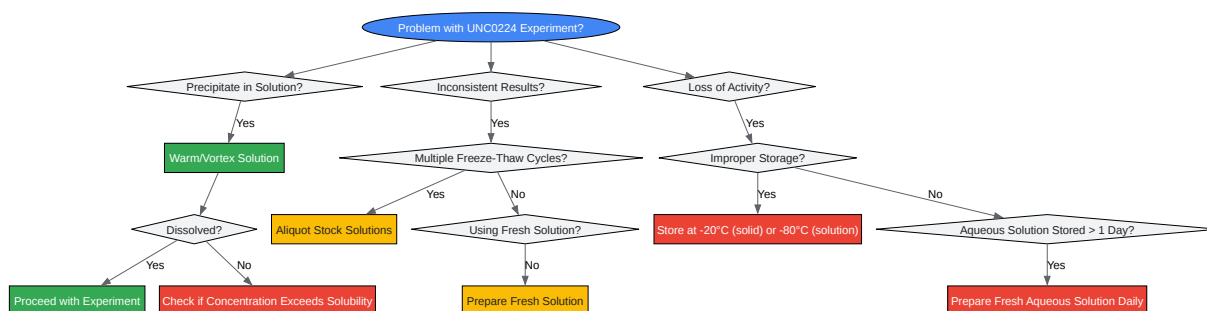 Problem with UNC0224 Experiment?
Precipitate in Solution?
Inconsistent Results?
Loss of Activity?
Yes
Yes
Yes
Warm/Vortex Solution
Multiple Freeze-Thaw Cycles?
Improper Storage?
Yes
No
Yes
No
Dissolved?
Aliquot Stock Solutions
Using Fresh Solution?
Store at -20°C (solid) or -80°C (solution)
Aqueous Solution Stored > 1 Day?
Yes
No
No
Yes
Proceed with Experiment
Check if Concentration Exceeds Solubility
Prepare Fresh Solution
Prepare Fresh Aqueous Solution Daily